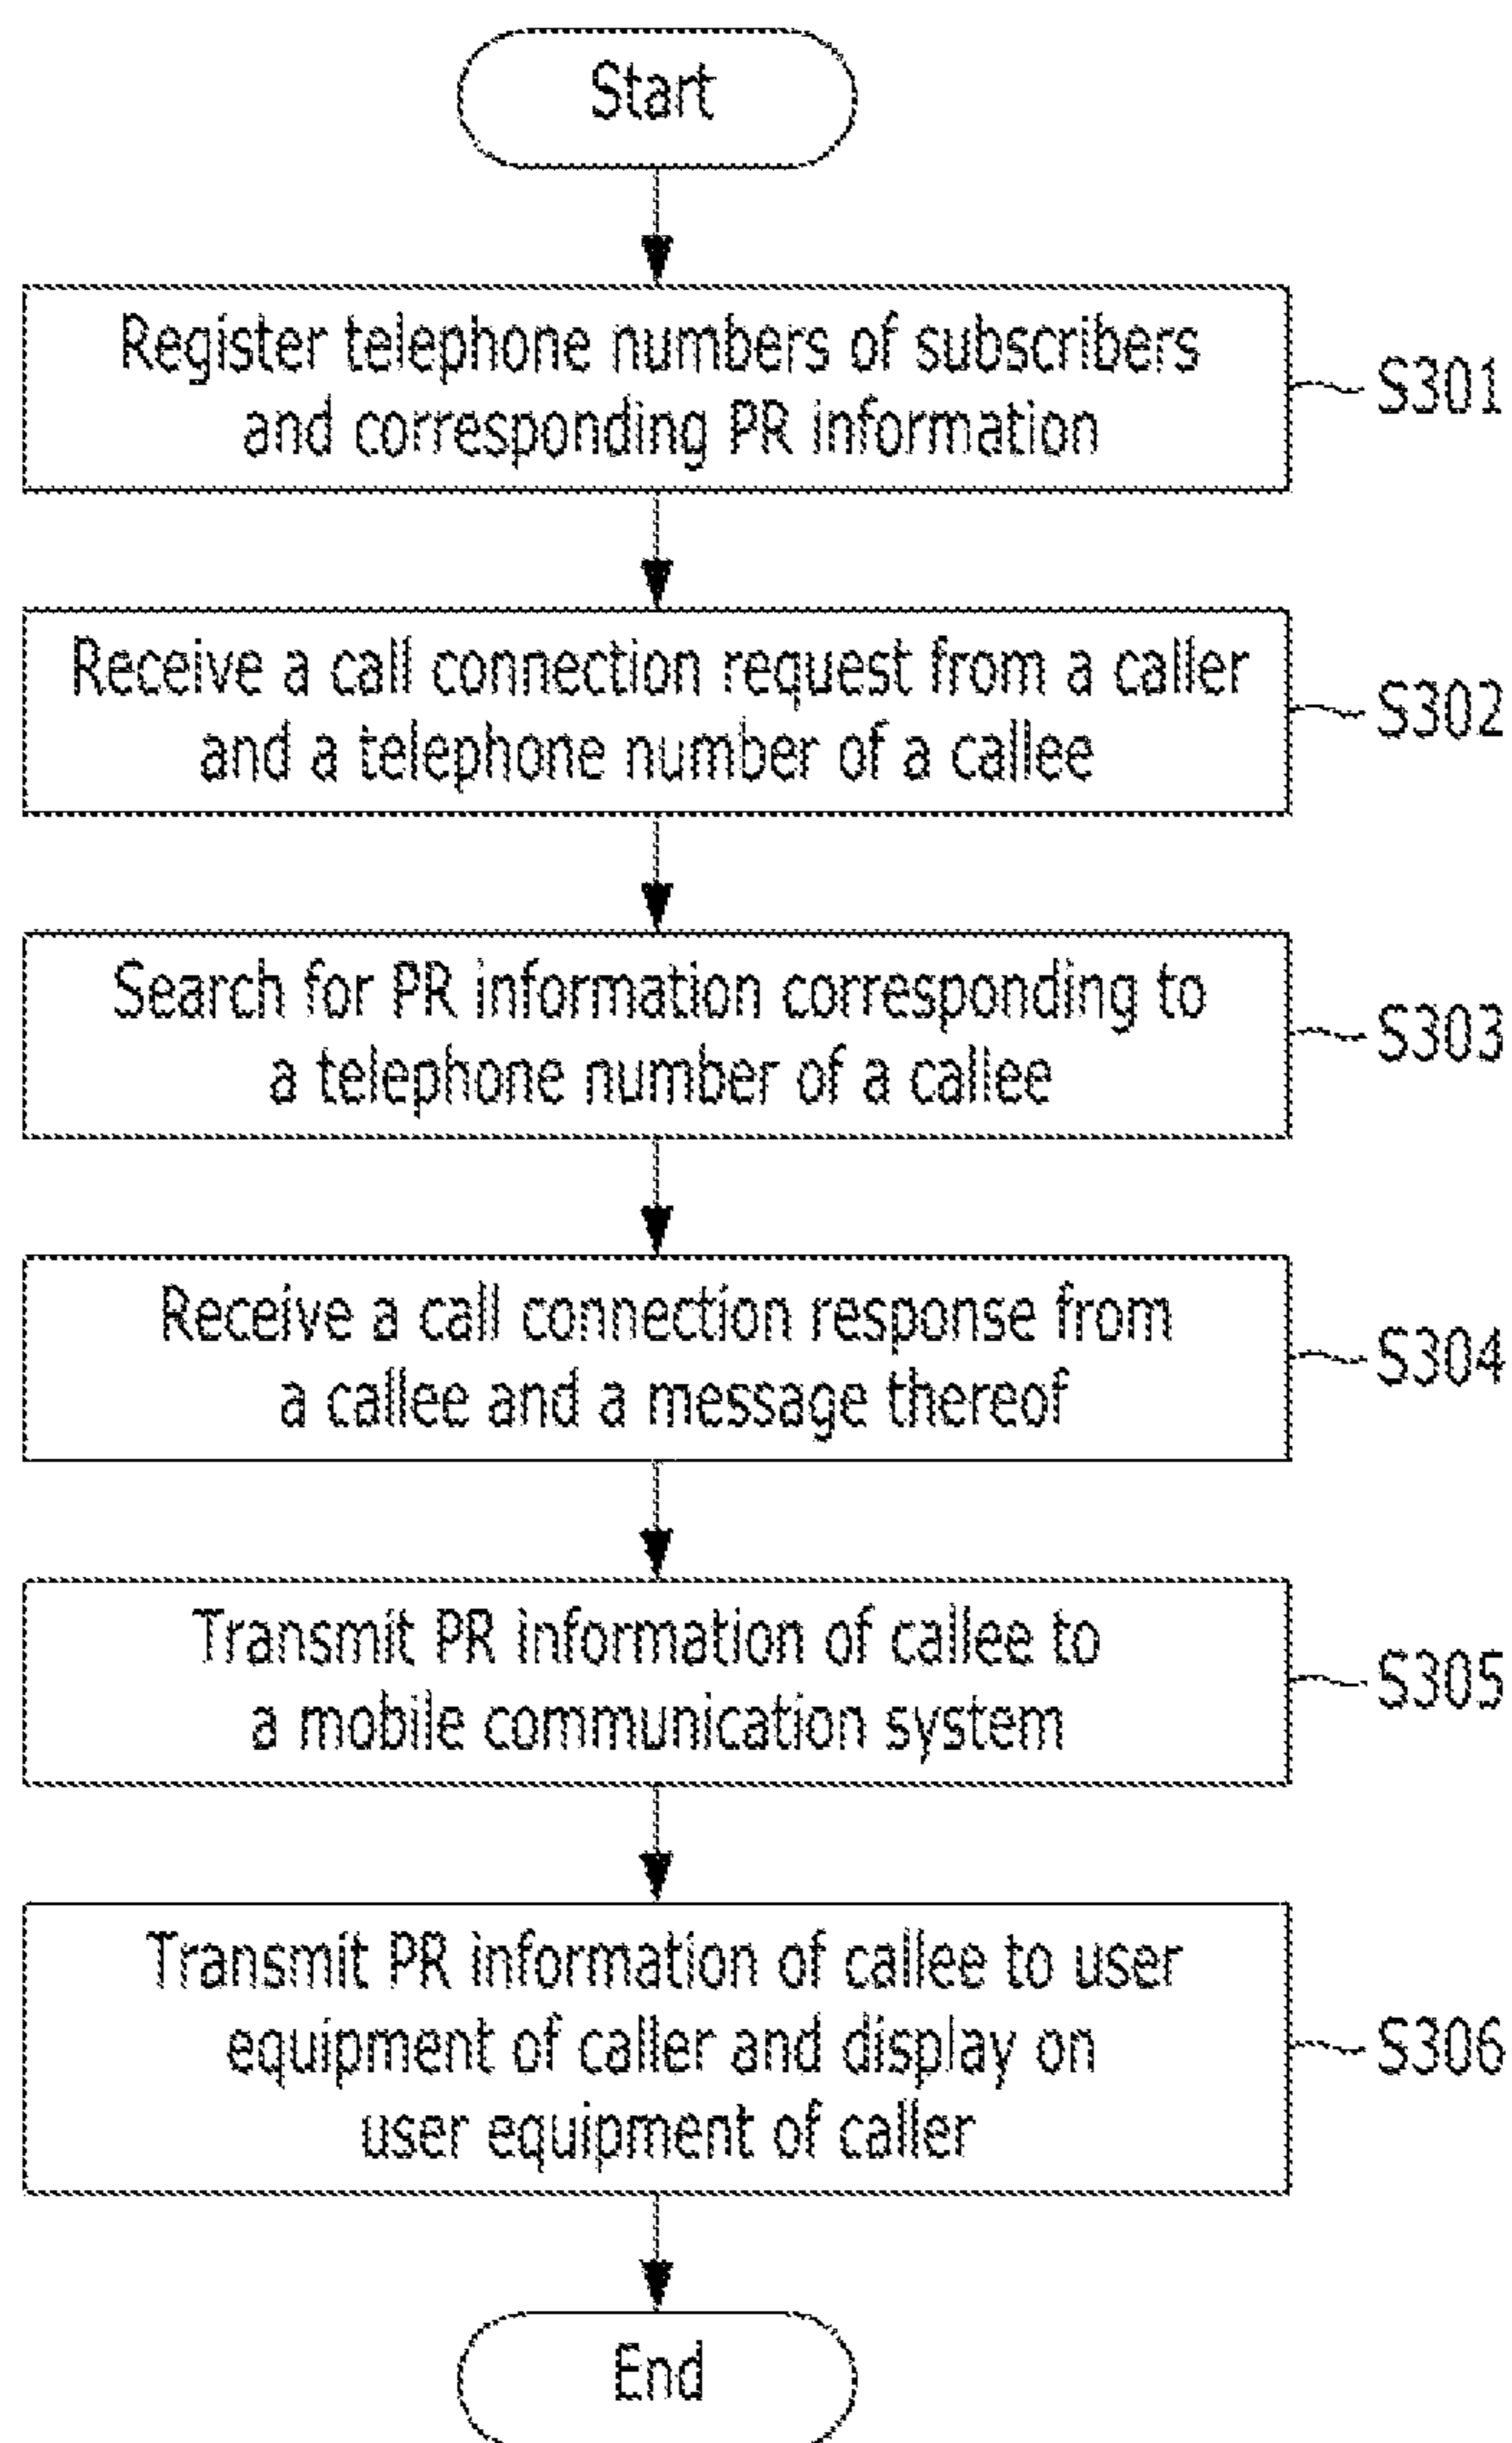 Start
Register telephone numbers of subscribers
and corresponding PR information
S301
Receive a call connection request from a caller
and a telephone number of a callee
S302
Search for PR information corresponding to
a telephone number of a callee
S303
Receive a call connection response from
a callee and a message thereof
S304
Transmit PR information of callee to
a mobile communication system
S305
Transmit PR information of callee to user
equipment of caller and display on
user equipment of caller
S306
End